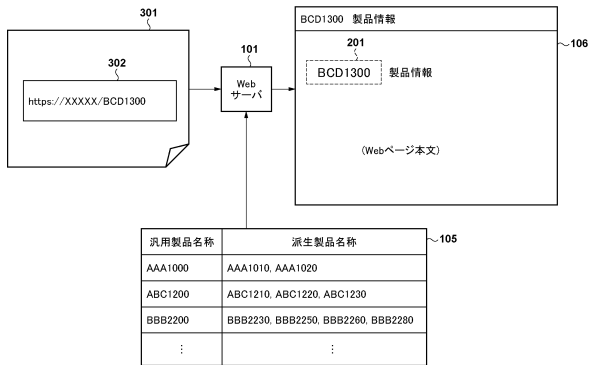 301
302
https://XXXXX/BCD1300
101
Web
サーバ
BCD1300 製品情報
106
201
BCD1300 製品情報
(Webページ本文)
105
汎用製品名称 派生製品名称
AAA1000 AAA1010, AAA1020
ABC1200 ABC1210, ABC1220, ABC1230
BBB2200 BBB2230, BBB2250, BBB2260, BBB2280
⋮ ⋮